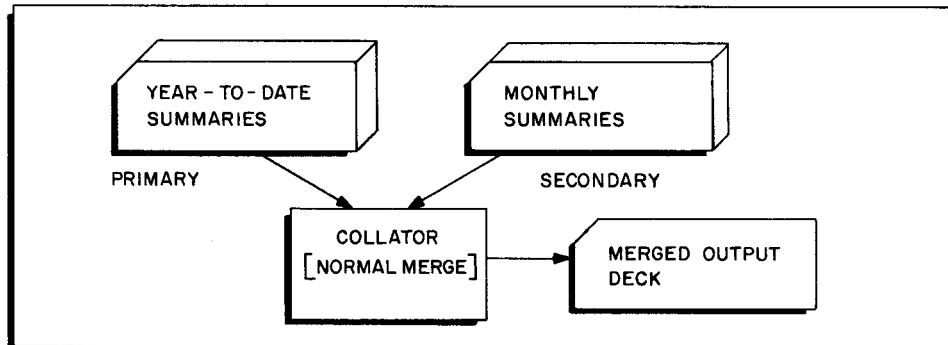 YEAR-TO-DATE
SUMMARIES
MONTHLY
SUMMARIES
PRIMARY
SECONDARY
COLLATOR
[NORMAL MERGE]
MERGED OUTPUT
DECK